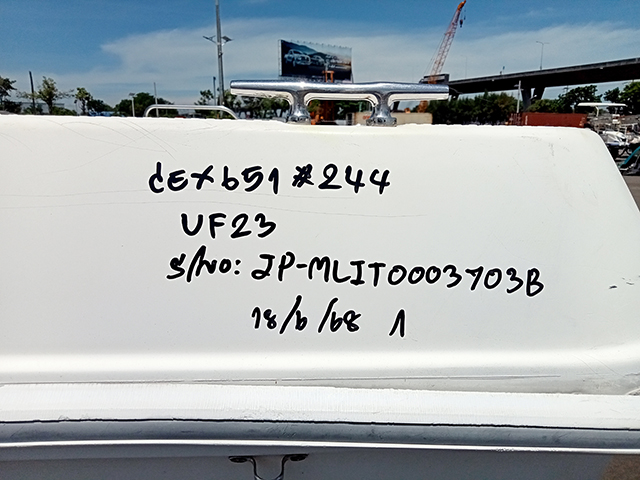 CEX651 #244
UF23
S/NO: JP-MLIT0003703B
18/6/68 1